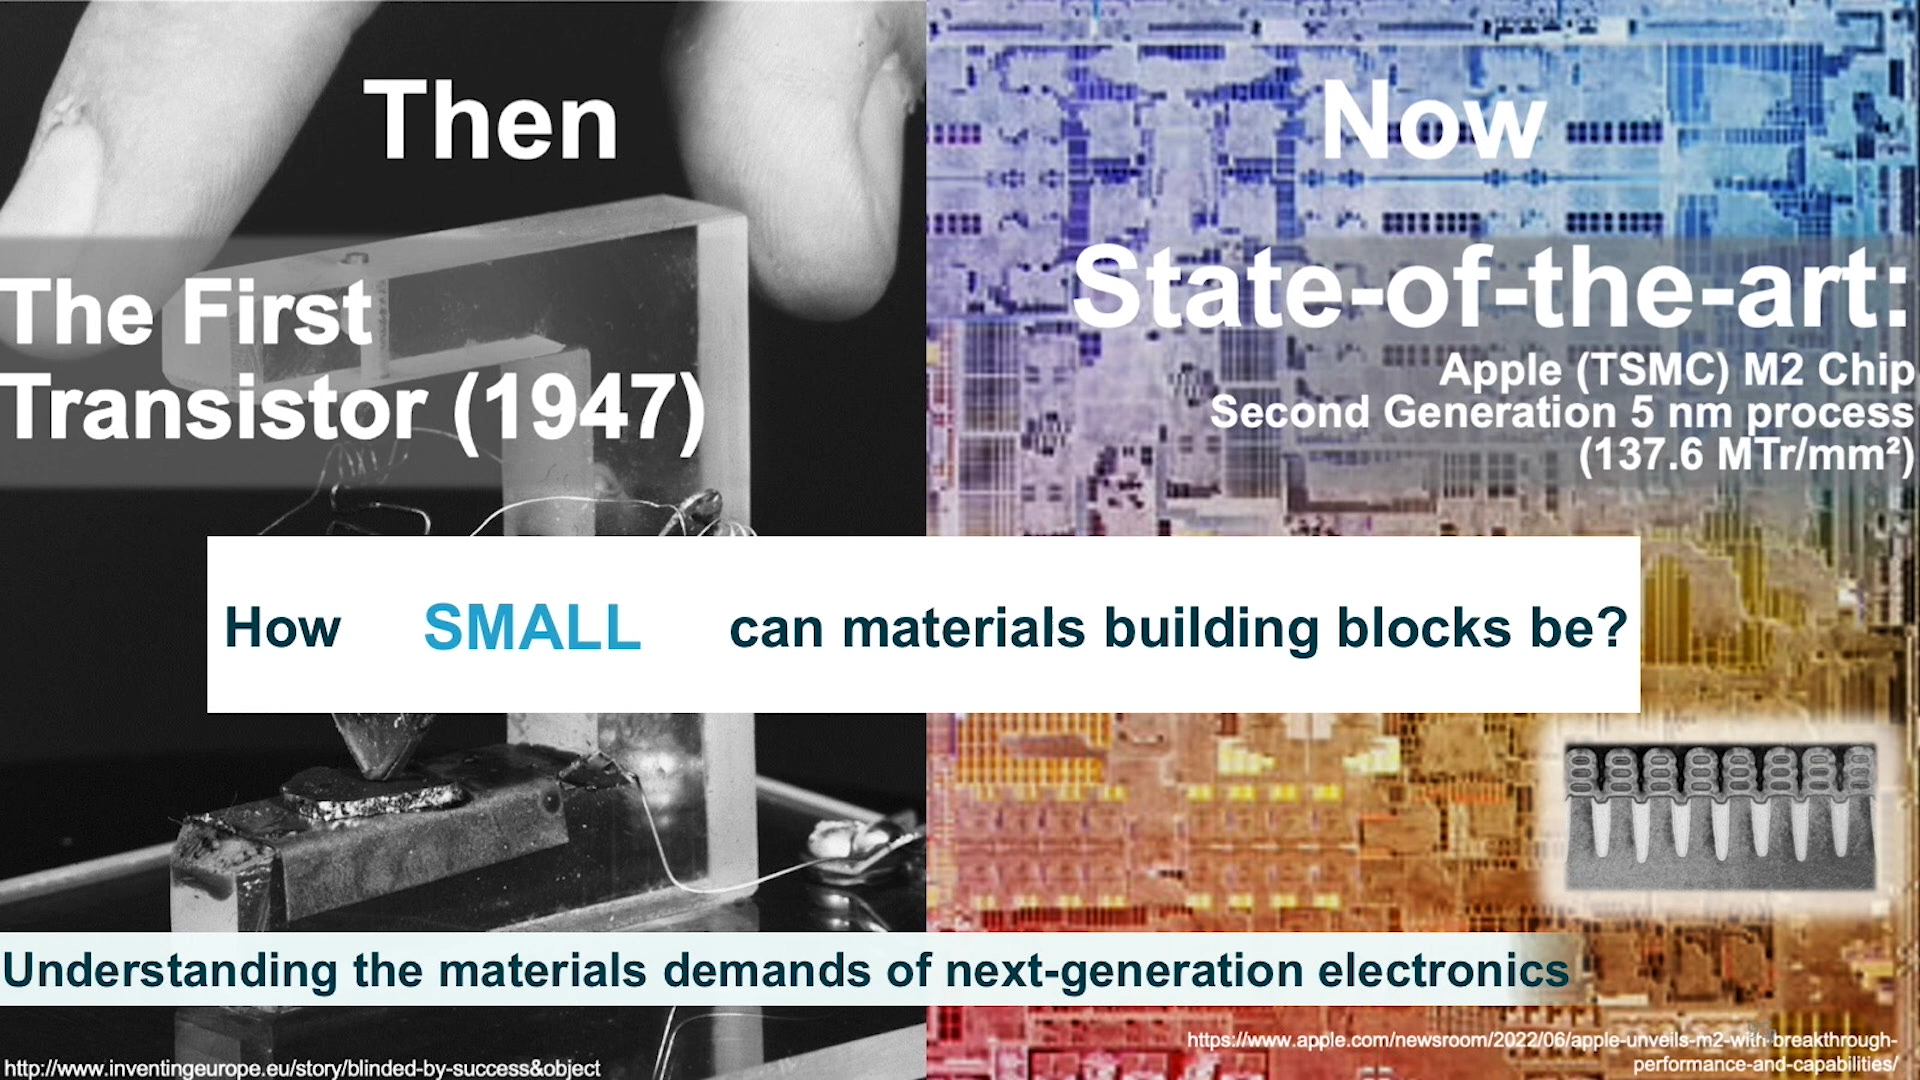 Then
The First
Transistor (1947)
Now
State-of-the-art:
Apple (TSMC) M2 Chip
Second Generation 5 nm process
(137.6 MTr/mm²)
How SMALL can materials building blocks be?
Understanding the materials demands of next-generation electronics
http://www.inventingeurope.eu/story/blinded-by-success&object
https://www.apple.com/newsroom/2022/06/apple-unveils-m2-with-breakthrough-
performance-and-capabilities/